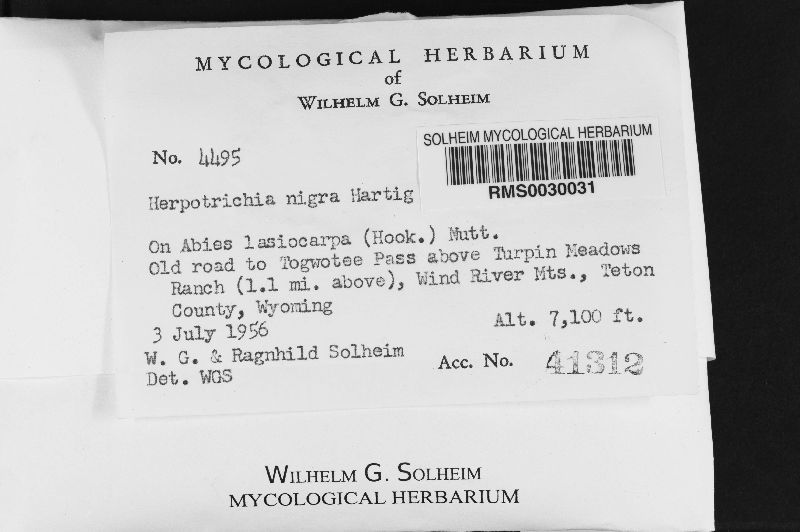 MYCOLOGICAL HERBARIUM
of
WILHELM G. SOLHEIM
No. 4495
SOLHEIM MYCOLOGICAL HERBARIUM
RMS0030031
Herpotrichia nigra Hartig
On Abies lasiocarpa (Hook.) Nutt.
Old road to Togwotee Pass above Turpin Meadows
Ranch (1.1 mi. above), Wind River Mts., Teton
County, Wyoming
3 July 1956
Alt. 7,100 ft.
W. G. & Ragnhild Solheim
Det. WGS
Acc. No. 41312
WILHELM G. SOLHEIM
MYCOLOGICAL HERBARIUM